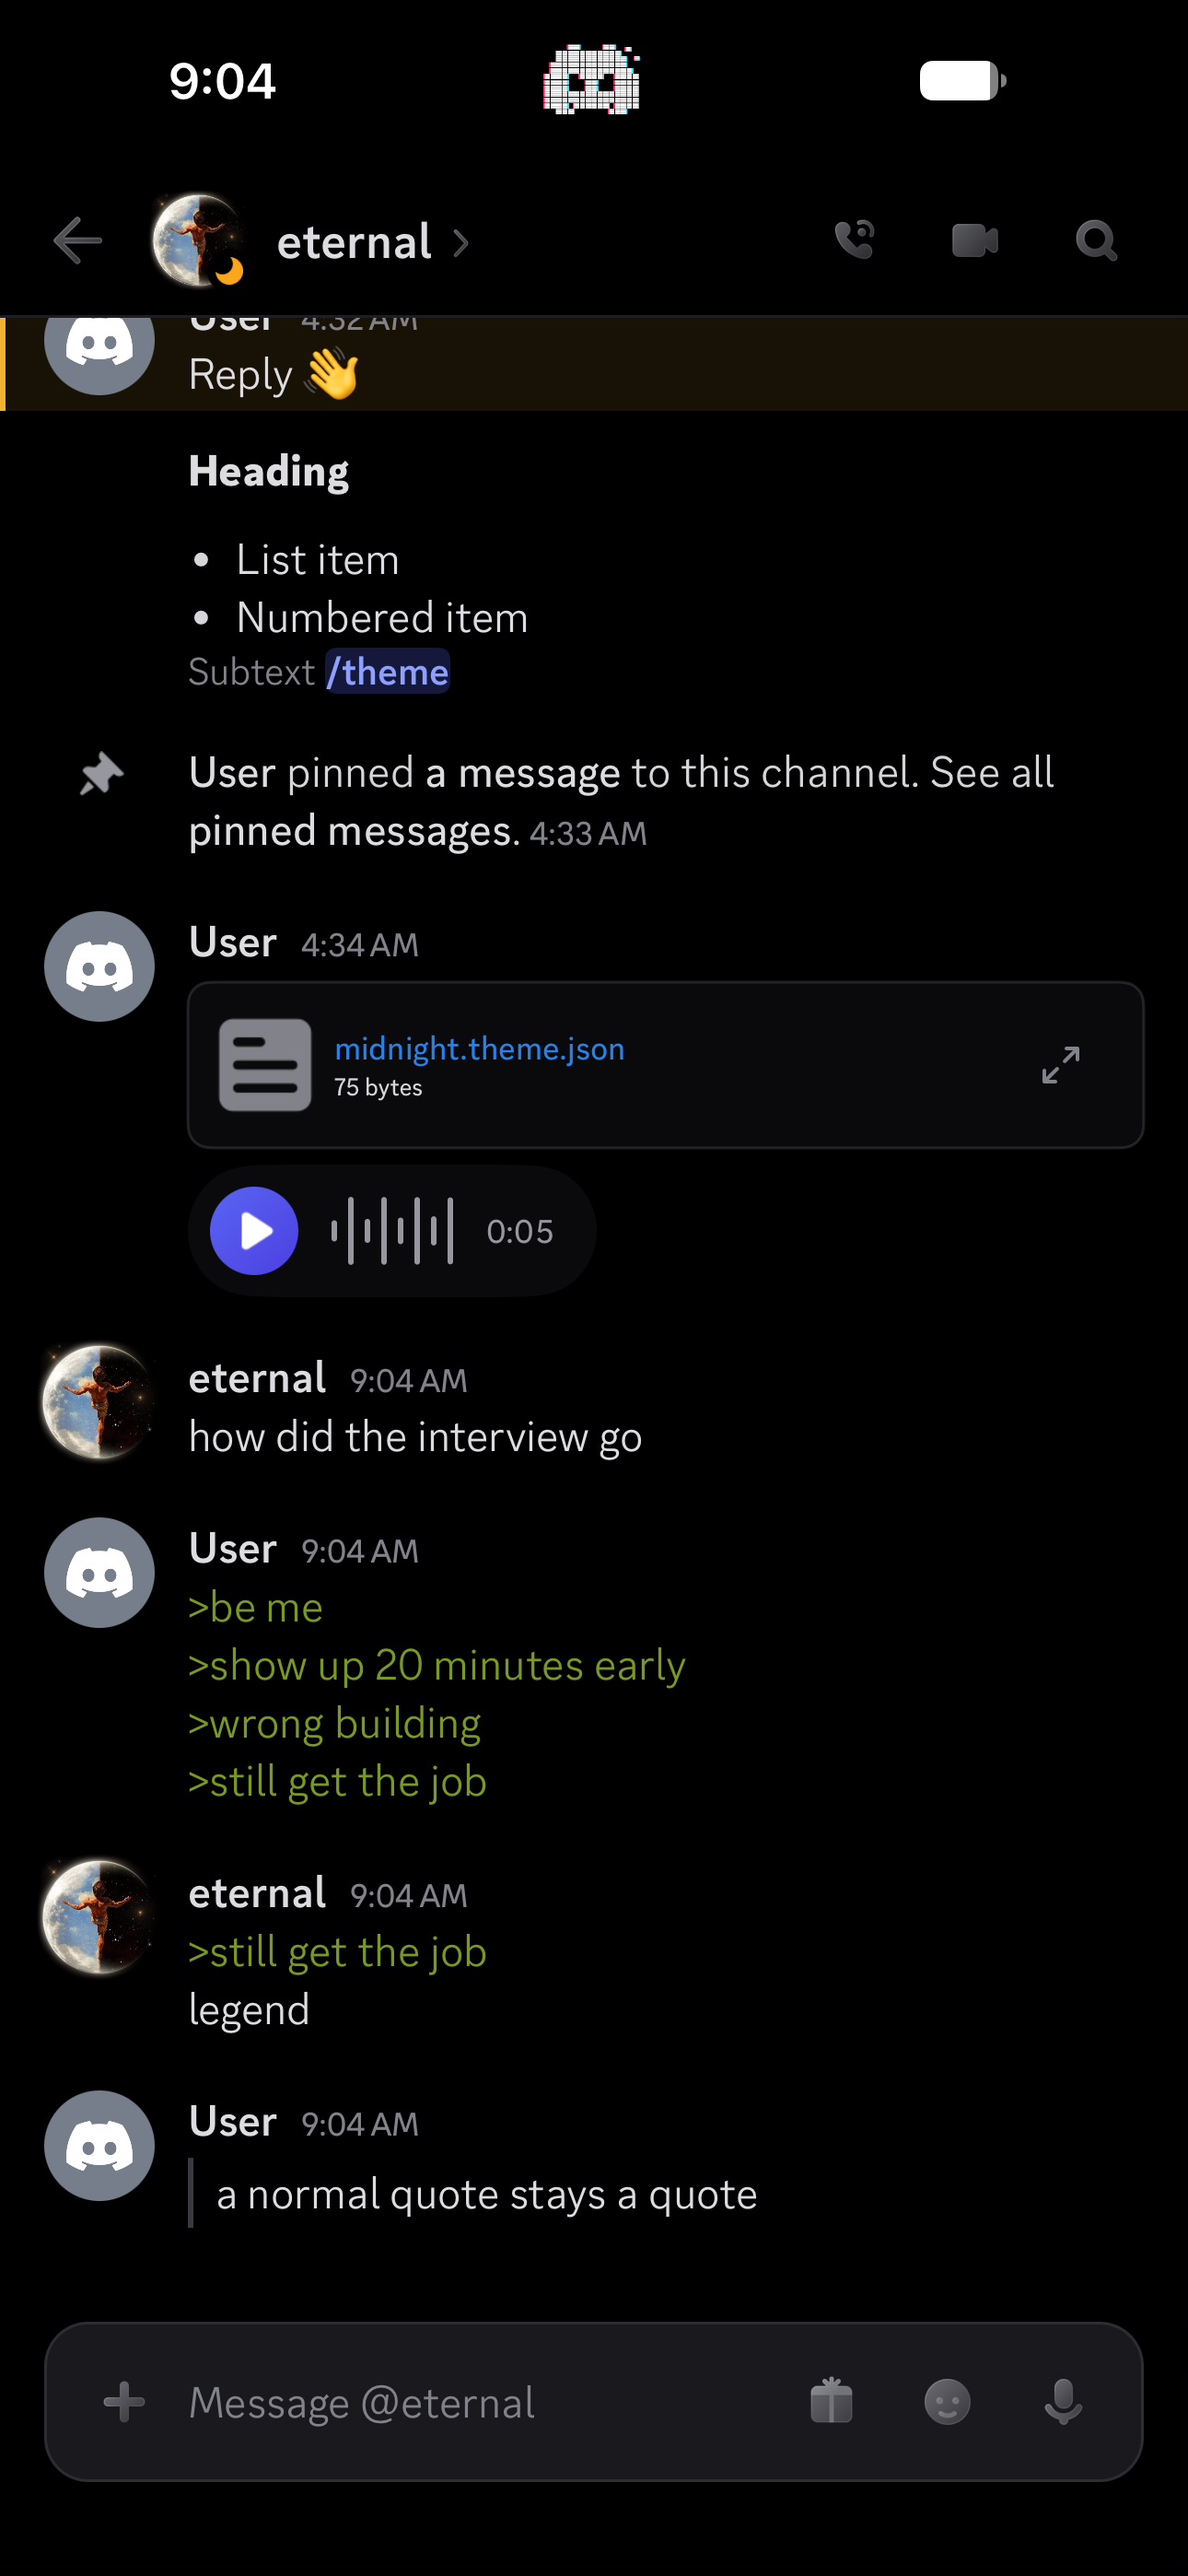 9:04
eternal
User 4:32 AM
Reply 👋
Heading
• List item
• Numbered item
Subtext /theme
User pinned a message to this channel. See all
pinned messages. 4:33 AM
User 4:34 AM
midnight.theme.json
75 bytes
0:05
eternal 9:04 AM
how did the interview go
User 9:04 AM
>be me
>show up 20 minutes early
>wrong building
>still get the job
eternal 9:04 AM
>still get the job
legend
User 9:04 AM
a normal quote stays a quote
Message @eternal